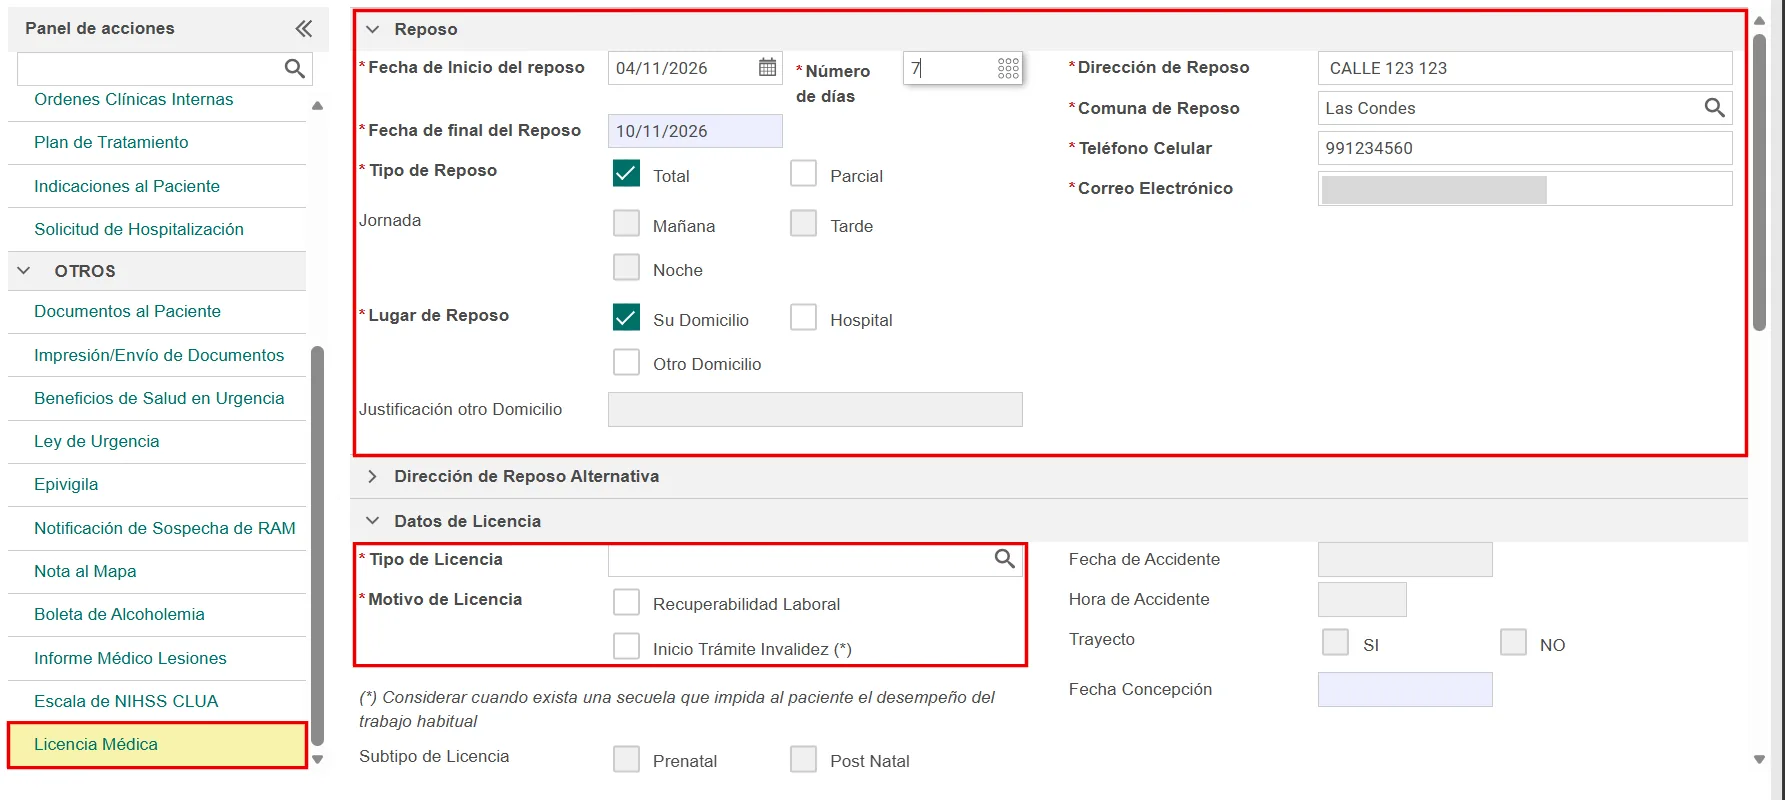 Panel de acciones
Ordenes Clínicas Internas
Plan de Tratamiento
Indicaciones al Paciente
Solicitud de Hospitalización
OTROS
Documentos al Paciente
Impresión/Envío de Documentos
Beneficios de Salud en Urgencia
Ley de Urgencia
Epivigila
Notificación de Sospecha de RAM
Nota al Mapa
Boleta de Alcoholemia
Informe Médico Lesiones
Escala de NIHSS CLUA
Licencia Médica
Reposo
*Fecha de Inicio del reposo 04/11/2026
*Número de días 7
*Fecha de final del Reposo 10/11/2026
*Tipo de Reposo Total Parcial
Jornada Mañana Tarde
Noche
*Lugar de Reposo Su Domicilio Hospital
Otro Domicilio
Justificación otro Domicilio
*Dirección de Reposo CALLE 123 123
*Comuna de Reposo Las Condes
*Teléfono Celular 991234560
*Correo Electrónico
Dirección de Reposo Alternativa
Datos de Licencia
*Tipo de Licencia
*Motivo de Licencia Recuperabilidad Laboral
Inicio Trámite Invalidez (*)
(*) Considerar cuando exista una secuela que impida al paciente el desempeño del
trabajo habitual
Subtipo de Licencia Prenatal Post Natal
Fecha de Accidente
Hora de Accidente
Trayecto SI NO
Fecha Concepción